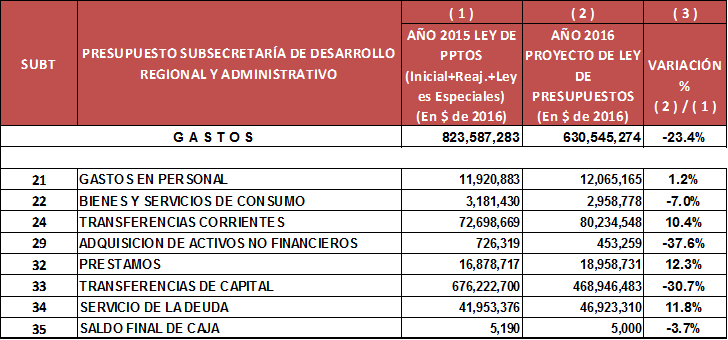 SUBT PRESUPUESTO SUBSECRETARÍA DE DESARROLLO REGIONAL Y ADMINISTRATIVO
( 1 ) ( 2 ) ( 3 )
AÑO 2015 LEY DE
PPTOS
(Inicial+Reaj.+Ley
es Especiales)
(En $ de 2016)
AÑO 2016
PROYECTO DE LEY
DE
PRESUPUESTOS
(En $ de 2016)
VARIACIÓN
%
( 2 ) / ( 1 )
G A S T O S 823,587,283 630,545,274 -23.4%
21 GASTOS EN PERSONAL 11,920,883 12,065,165 1.2%
22 BIENES Y SERVICIOS DE CONSUMO 3,181,430 2,958,778 -7.0%
24 TRANSFERENCIAS CORRIENTES 72,698,669 80,234,548 10.4%
29 ADQUISICION DE ACTIVOS NO FINANCIEROS 726,319 453,259 -37.6%
32 PRESTAMOS 16,878,717 18,958,731 12.3%
33 TRANSFERENCIAS DE CAPITAL 676,222,700 468,946,483 -30.7%
34 SERVICIO DE LA DEUDA 41,953,376 46,923,310 11.8%
35 SALDO FINAL DE CAJA 5,190 5,000 -3.7%